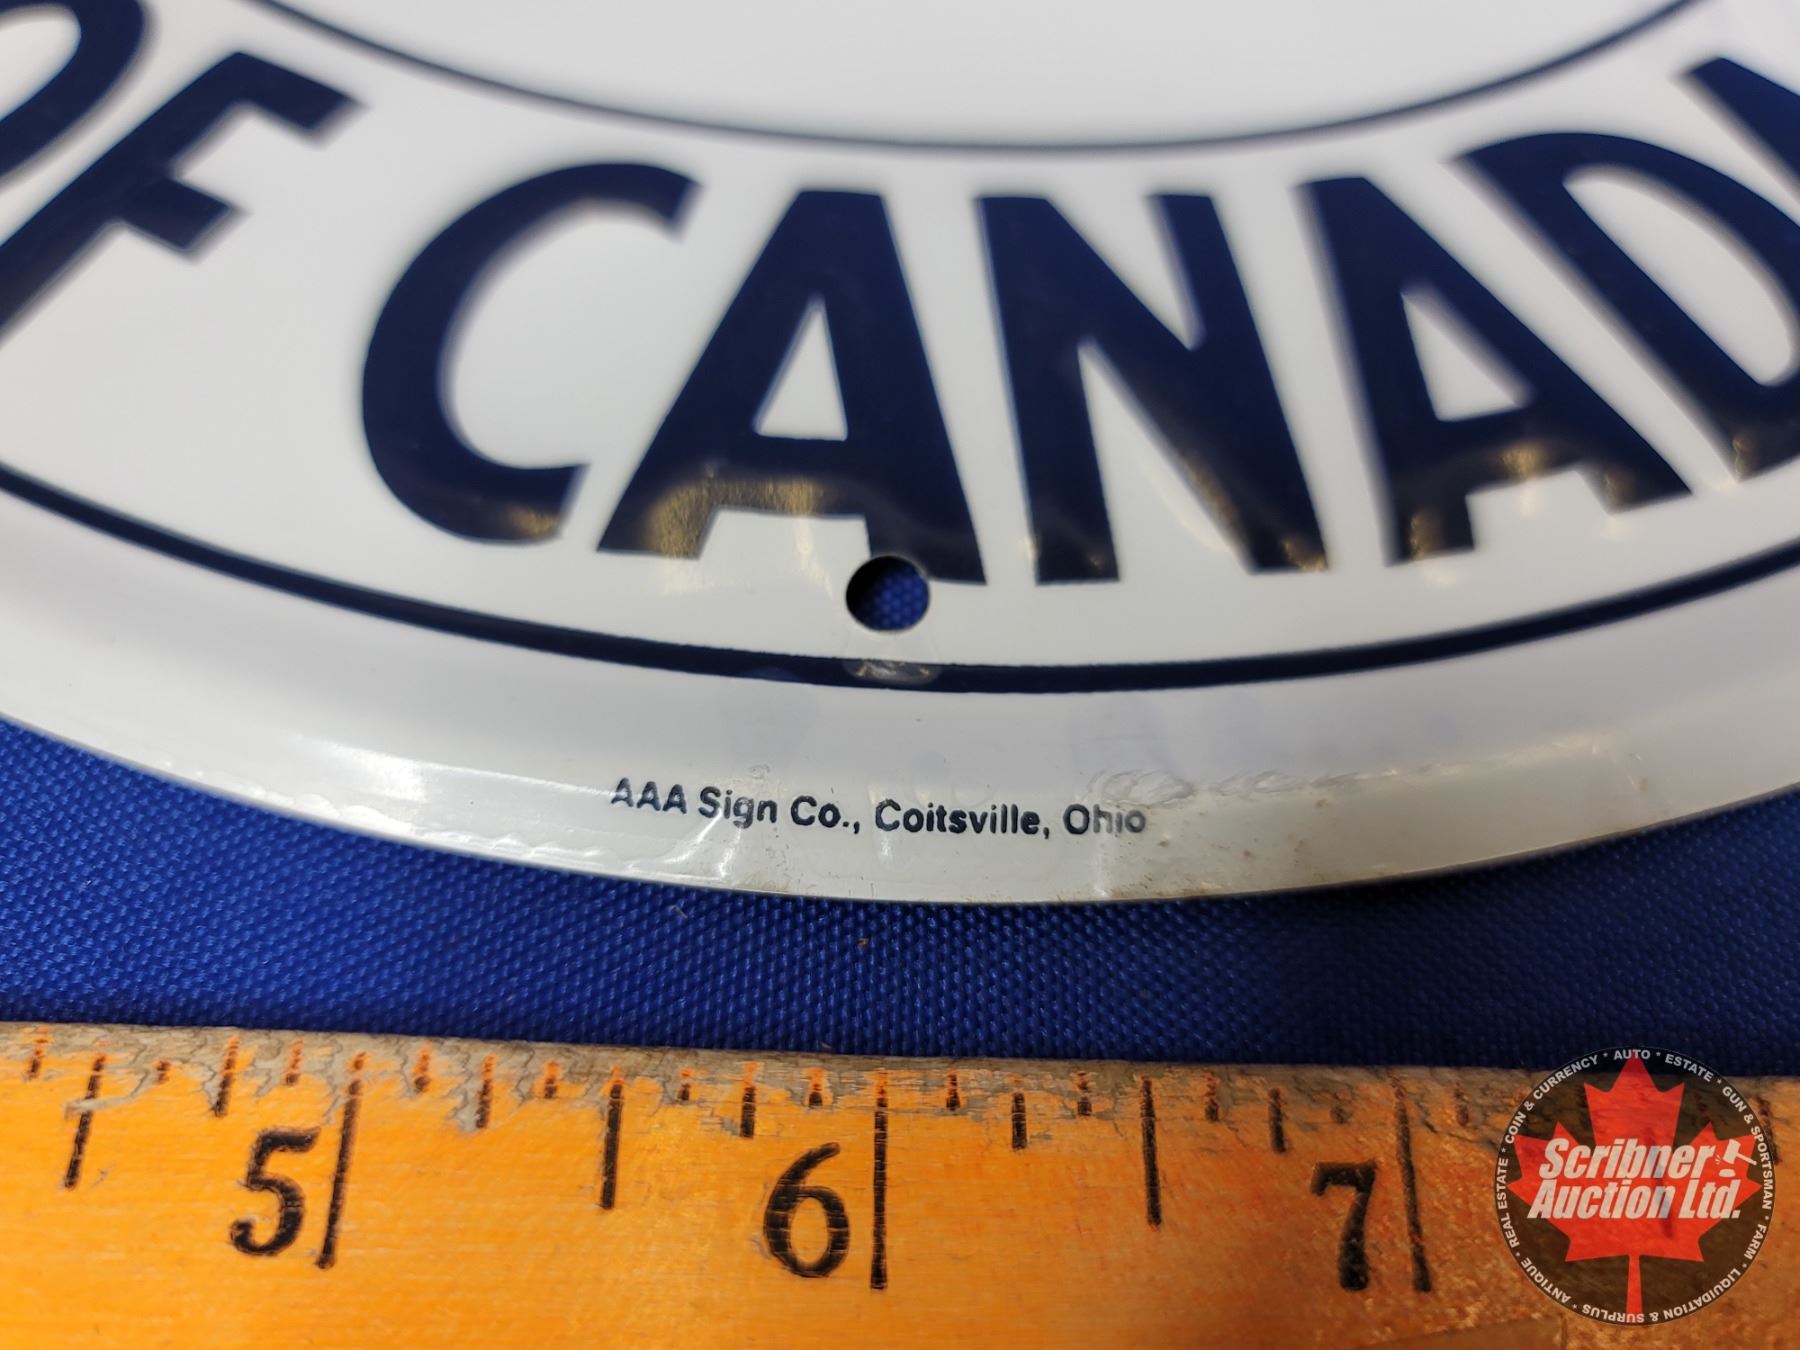 OF CANADA
AAA Sign Co., Coitsville, Ohio
5 6 7
COIN & CURRENCY * AUTO * ESTATE * GUN & SPORTSMAN * FARM * LIQUIDATION & SURPLUS * ANTIQUE * REAL ESTATE *
Scribner
Auction Ltd.